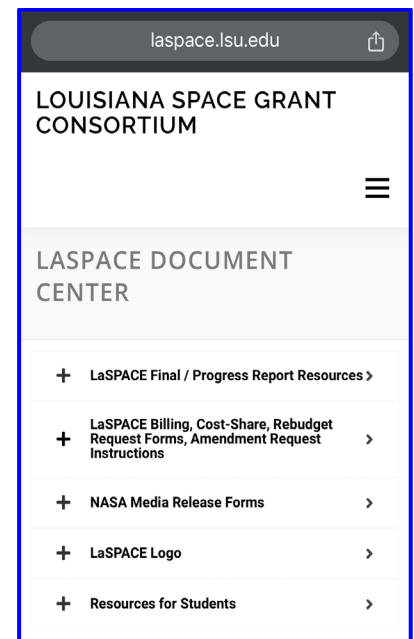 laspace.lsu.edu
LOUISIANA SPACE GRANT
CONSORTIUM
LASPACE DOCUMENT
CENTER
LaSPACE Final / Progress Report Resources
LaSPACE Billing, Cost-Share, Rebudget
Request Forms, Amendment Request
Instructions
NASA Media Release Forms
LaSPACE Logo
Resources for Students